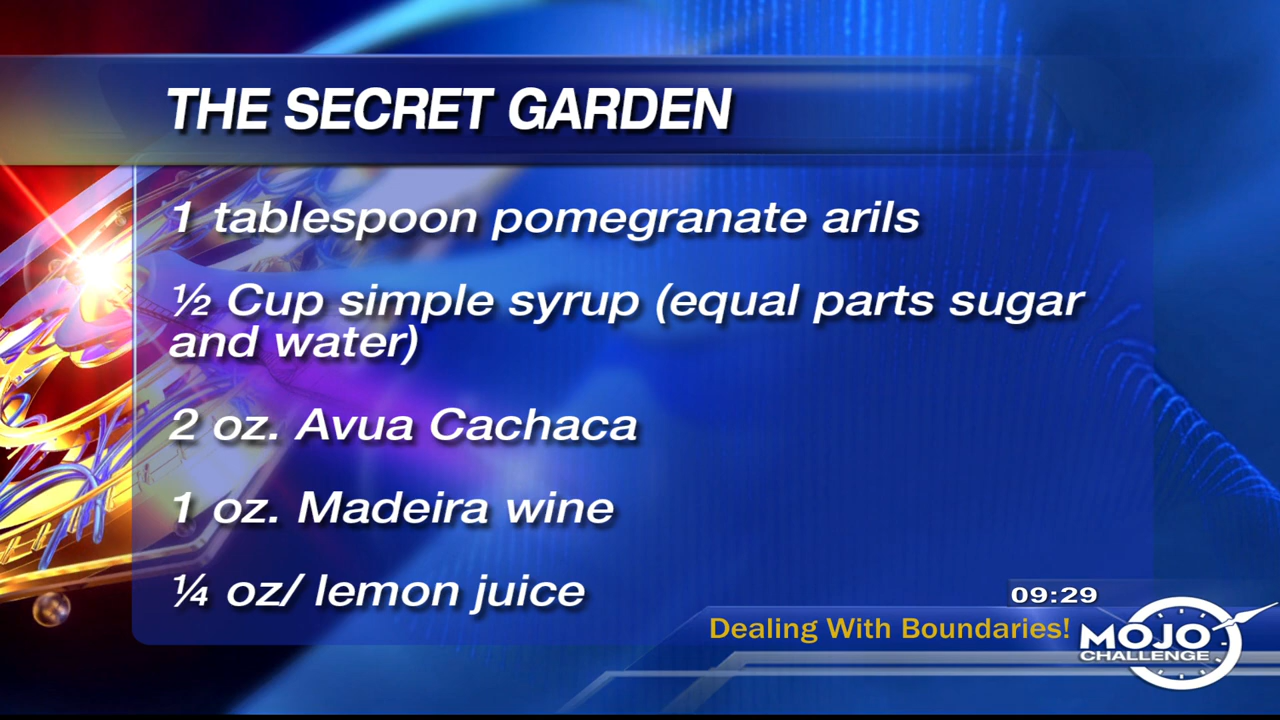 THE SECRET GARDEN
1 tablespoon pomegranate arils
½ Cup simple syrup (equal parts sugar
and water)
2 oz. Avua Cachaca
1 oz. Madeira wine
¼ oz/ lemon juice
09:29
Dealing With Boundaries!
MOJO
CHALLENGE